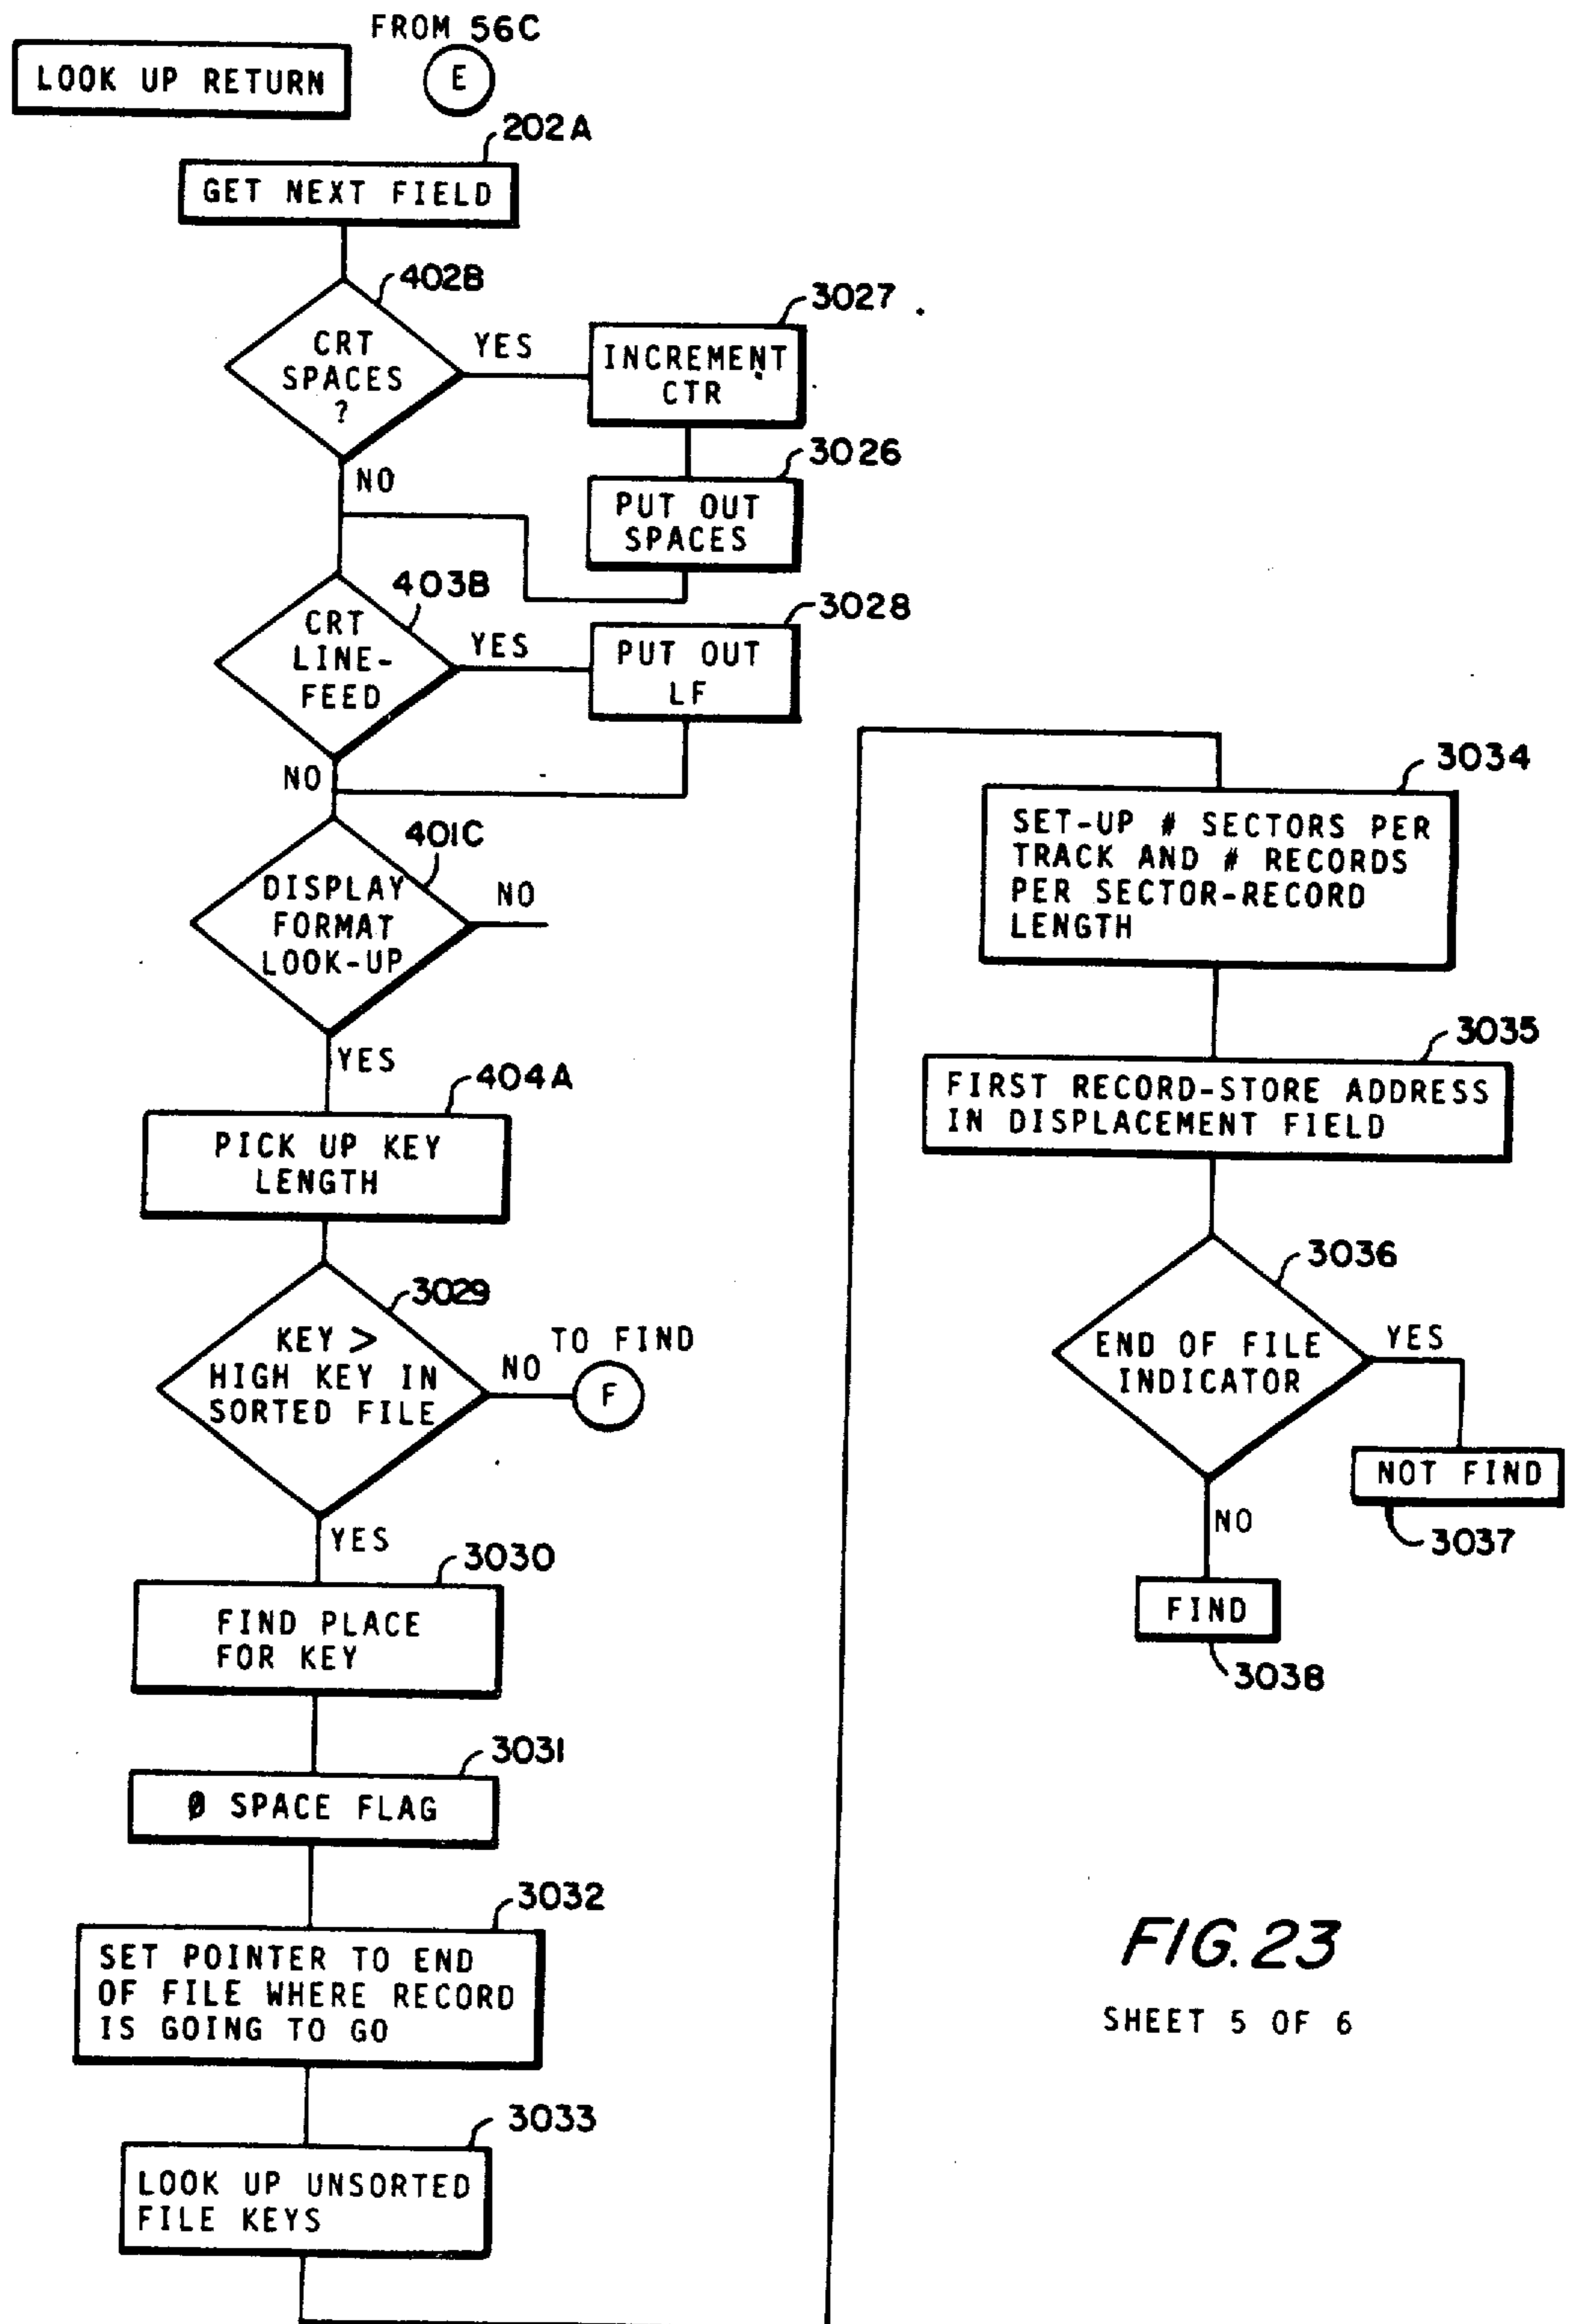 FROM 56C
LOOK UP RETURN
E
202A
GET NEXT FIELD
402B
CRT
SPACES
?
YES
3027
INCREMENT
CTR
3026
PUT OUT
SPACES
NO
403B
CRT
LINE-
FEED
YES
3028
PUT OUT
LF
NO
401C
DISPLAY
FORMAT
LOOK-UP
NO
YES
404A
PICK UP KEY
LENGTH
3029
KEY >
HIGH KEY IN
SORTED FILE
NO
TO FIND
F
YES
3030
FIND PLACE
FOR KEY
3031
Ø SPACE FLAG
3032
SET POINTER TO END
OF FILE WHERE RECORD
IS GOING TO GO
3033
LOOK UP UNSORTED
FILE KEYS
3034
SET-UP # SECTORS PER
TRACK AND # RECORDS
PER SECTOR-RECORD
LENGTH
3035
FIRST RECORD-STORE ADDRESS
IN DISPLACEMENT FIELD
3036
END OF FILE
INDICATOR
YES
NOT FIND
3037
NO
FIND
3038
FIG.23
SHEET 5 OF 6